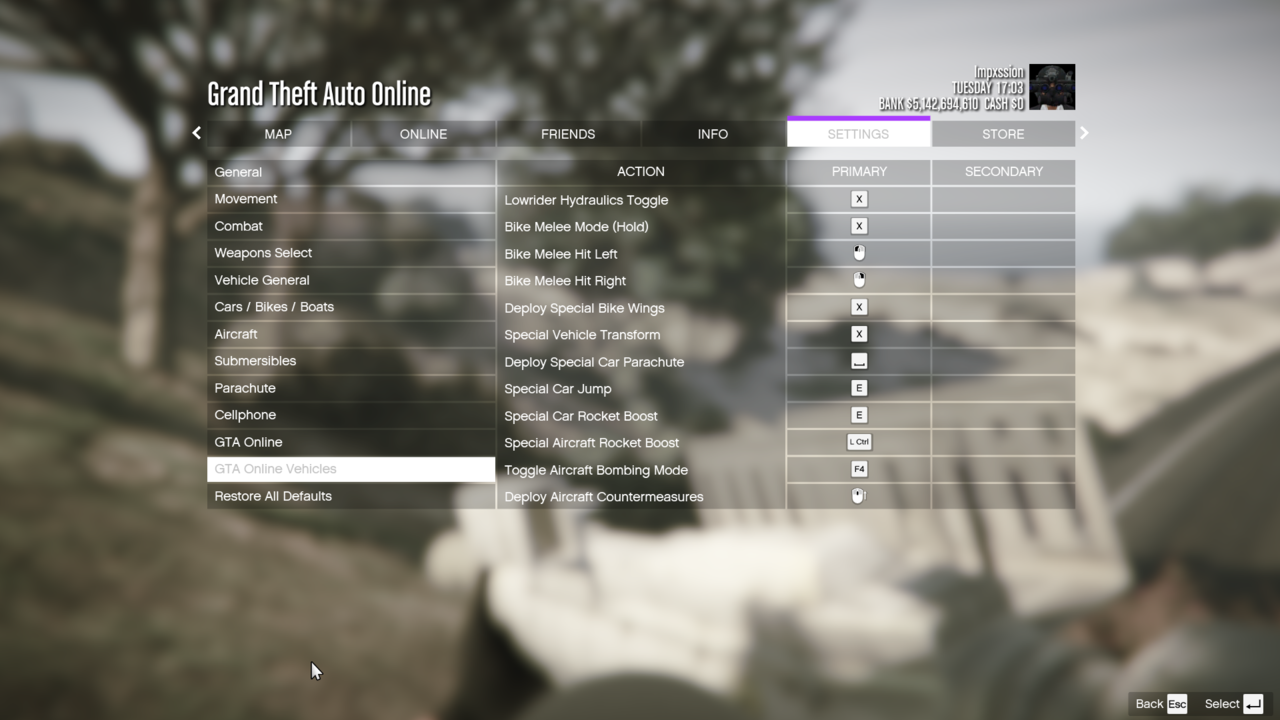 Grand Theft Auto Online
Impxssion
TUESDAY 17:03
BANK $5,142,694,610 CASH $0
MAP ONLINE FRIENDS INFO SETTINGS STORE
General ACTION PRIMARY SECONDARY
Movement Lowrider Hydraulics Toggle X
Combat Bike Melee Mode (Hold) X
Weapons Select Bike Melee Hit Left
Vehicle General Bike Melee Hit Right
Cars / Bikes / Boats Deploy Special Bike Wings X
Aircraft Special Vehicle Transform X
Submersibles Deploy Special Car Parachute
Parachute Special Car Jump E
Cellphone Special Car Rocket Boost E
GTA Online Special Aircraft Rocket Boost L Ctrl
GTA Online Vehicles Toggle Aircraft Bombing Mode F4
Restore All Defaults Deploy Aircraft Countermeasures
Back Esc Select